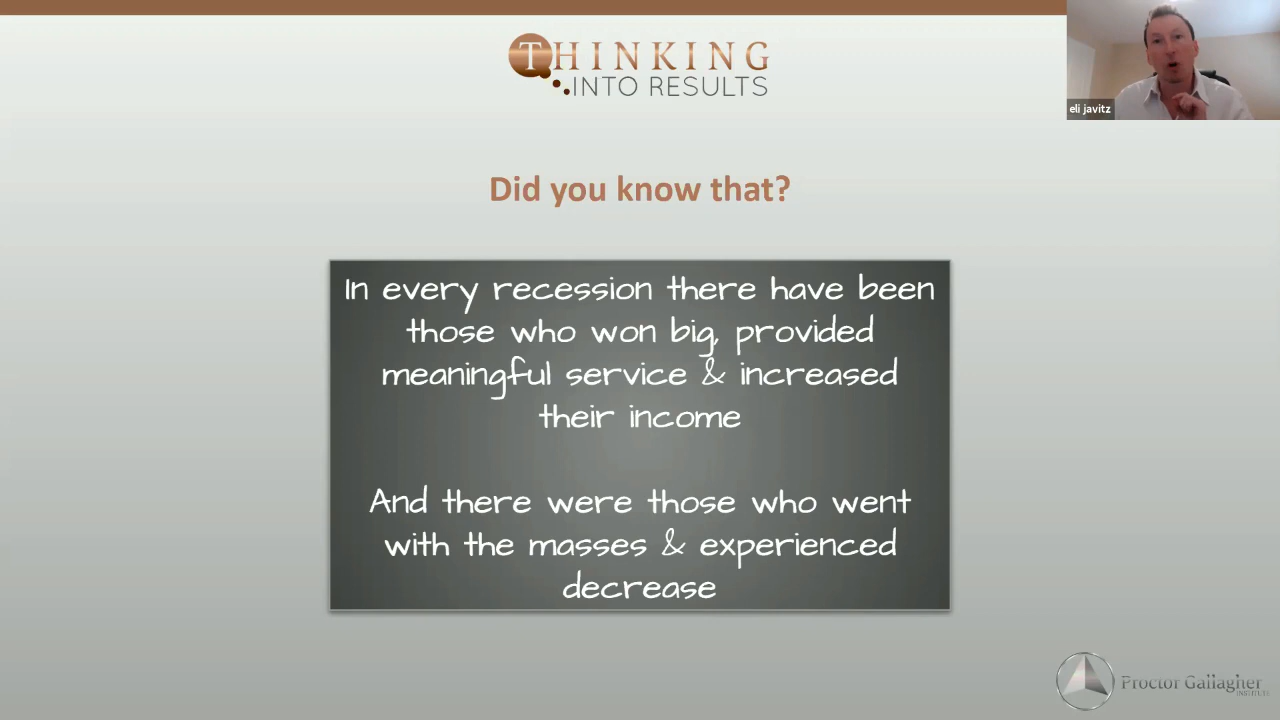 THINKING
INTO RESULTS
eli javitz
Did you know that?
In every recession there have been
those who won big, provided
meaningful service & increased
their income
And there were those who went
with the masses & experienced
decrease
Proctor Gallagher
INSTITUTE